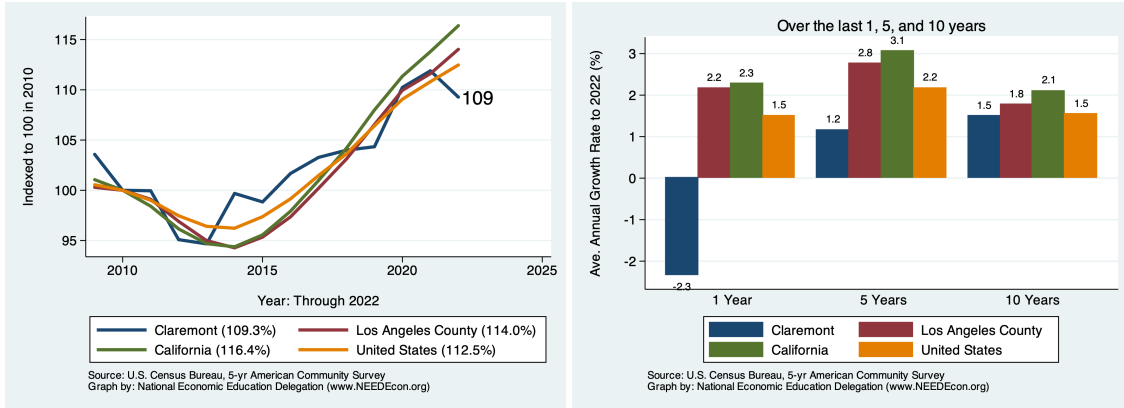 Indexed to 100 in 2010
115
110
105
100
95
109
2010 2015 2020 2025
Year: Through 2022
Claremont (109.3%) Los Angeles County (114.0%)
California (116.4%) United States (112.5%)
Source: U.S. Census Bureau, 5-yr American Community Survey
Graph by: National Economic Education Delegation (www.NEEDEcon.org)
Over the last 1, 5, and 10 years
Ave. Annual Growth Rate to 2022 (%)
3
2
1
0
-1
-2
-2.3 2.2 2.3 1.5
1.2 2.8 3.1 2.2
1.5 1.8 2.1 1.5
1 Year 5 Years 10 Years
Claremont Los Angeles County
California United States
Source: U.S. Census Bureau, 5-yr American Community Survey
Graph by: National Economic Education Delegation (www.NEEDEcon.org)